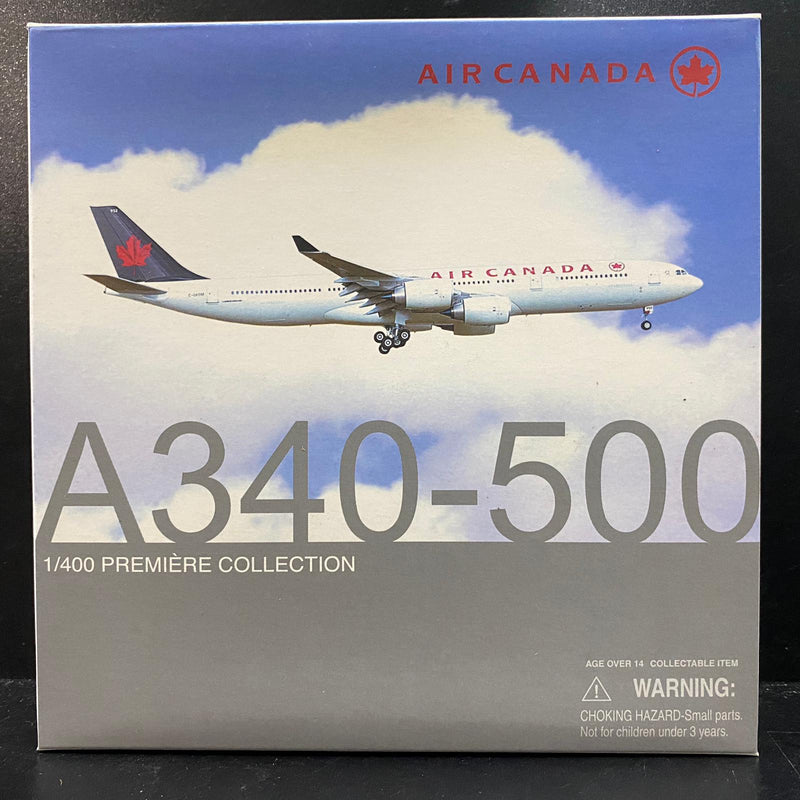 AIR CANADA
AIR CANADA
A340-500
1/400 PREMIÈRE COLLECTION
AGE OVER 14 COLLECTABLE ITEM
WARNING:
CHOKING HAZARD-Small parts.
Not for children under 3 years.